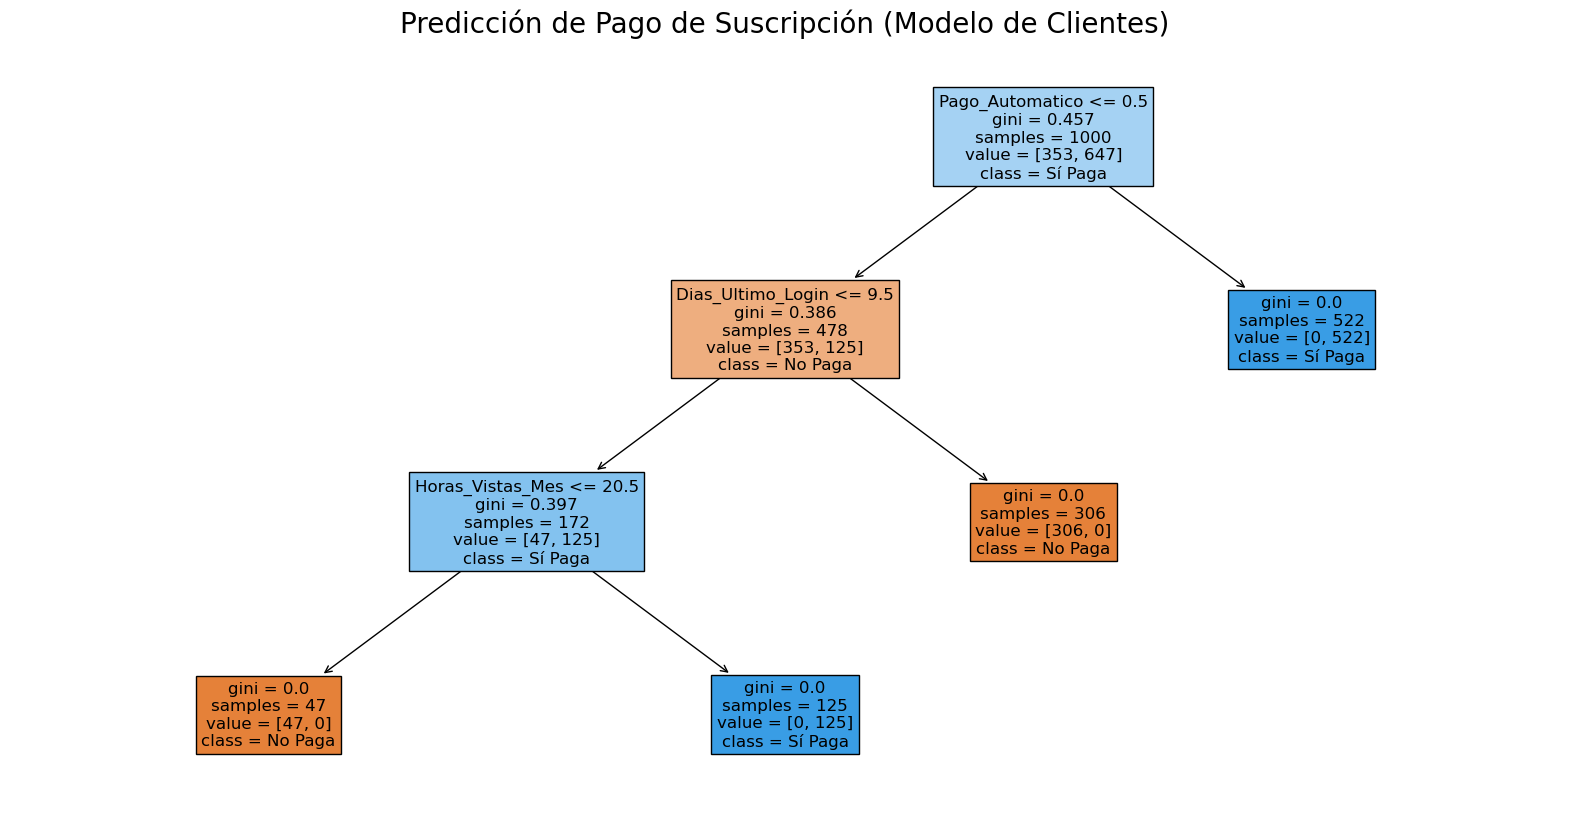 Predicción de Pago de Suscripción (Modelo de Clientes)
Pago_Automatico <= 0.5
gini = 0.457
samples = 1000
value = [353, 647]
class = Sí Paga
Dias_Ultimo_Login <= 9.5
gini = 0.386
samples = 478
value = [353, 125]
class = No Paga
gini = 0.0
samples = 522
value = [0, 522]
class = Sí Paga
Horas_Vistas_Mes <= 20.5
gini = 0.397
samples = 172
value = [47, 125]
class = Sí Paga
gini = 0.0
samples = 306
value = [306, 0]
class = No Paga
gini = 0.0
samples = 47
value = [47, 0]
class = No Paga
gini = 0.0
samples = 125
value = [0, 125]
class = Sí Paga